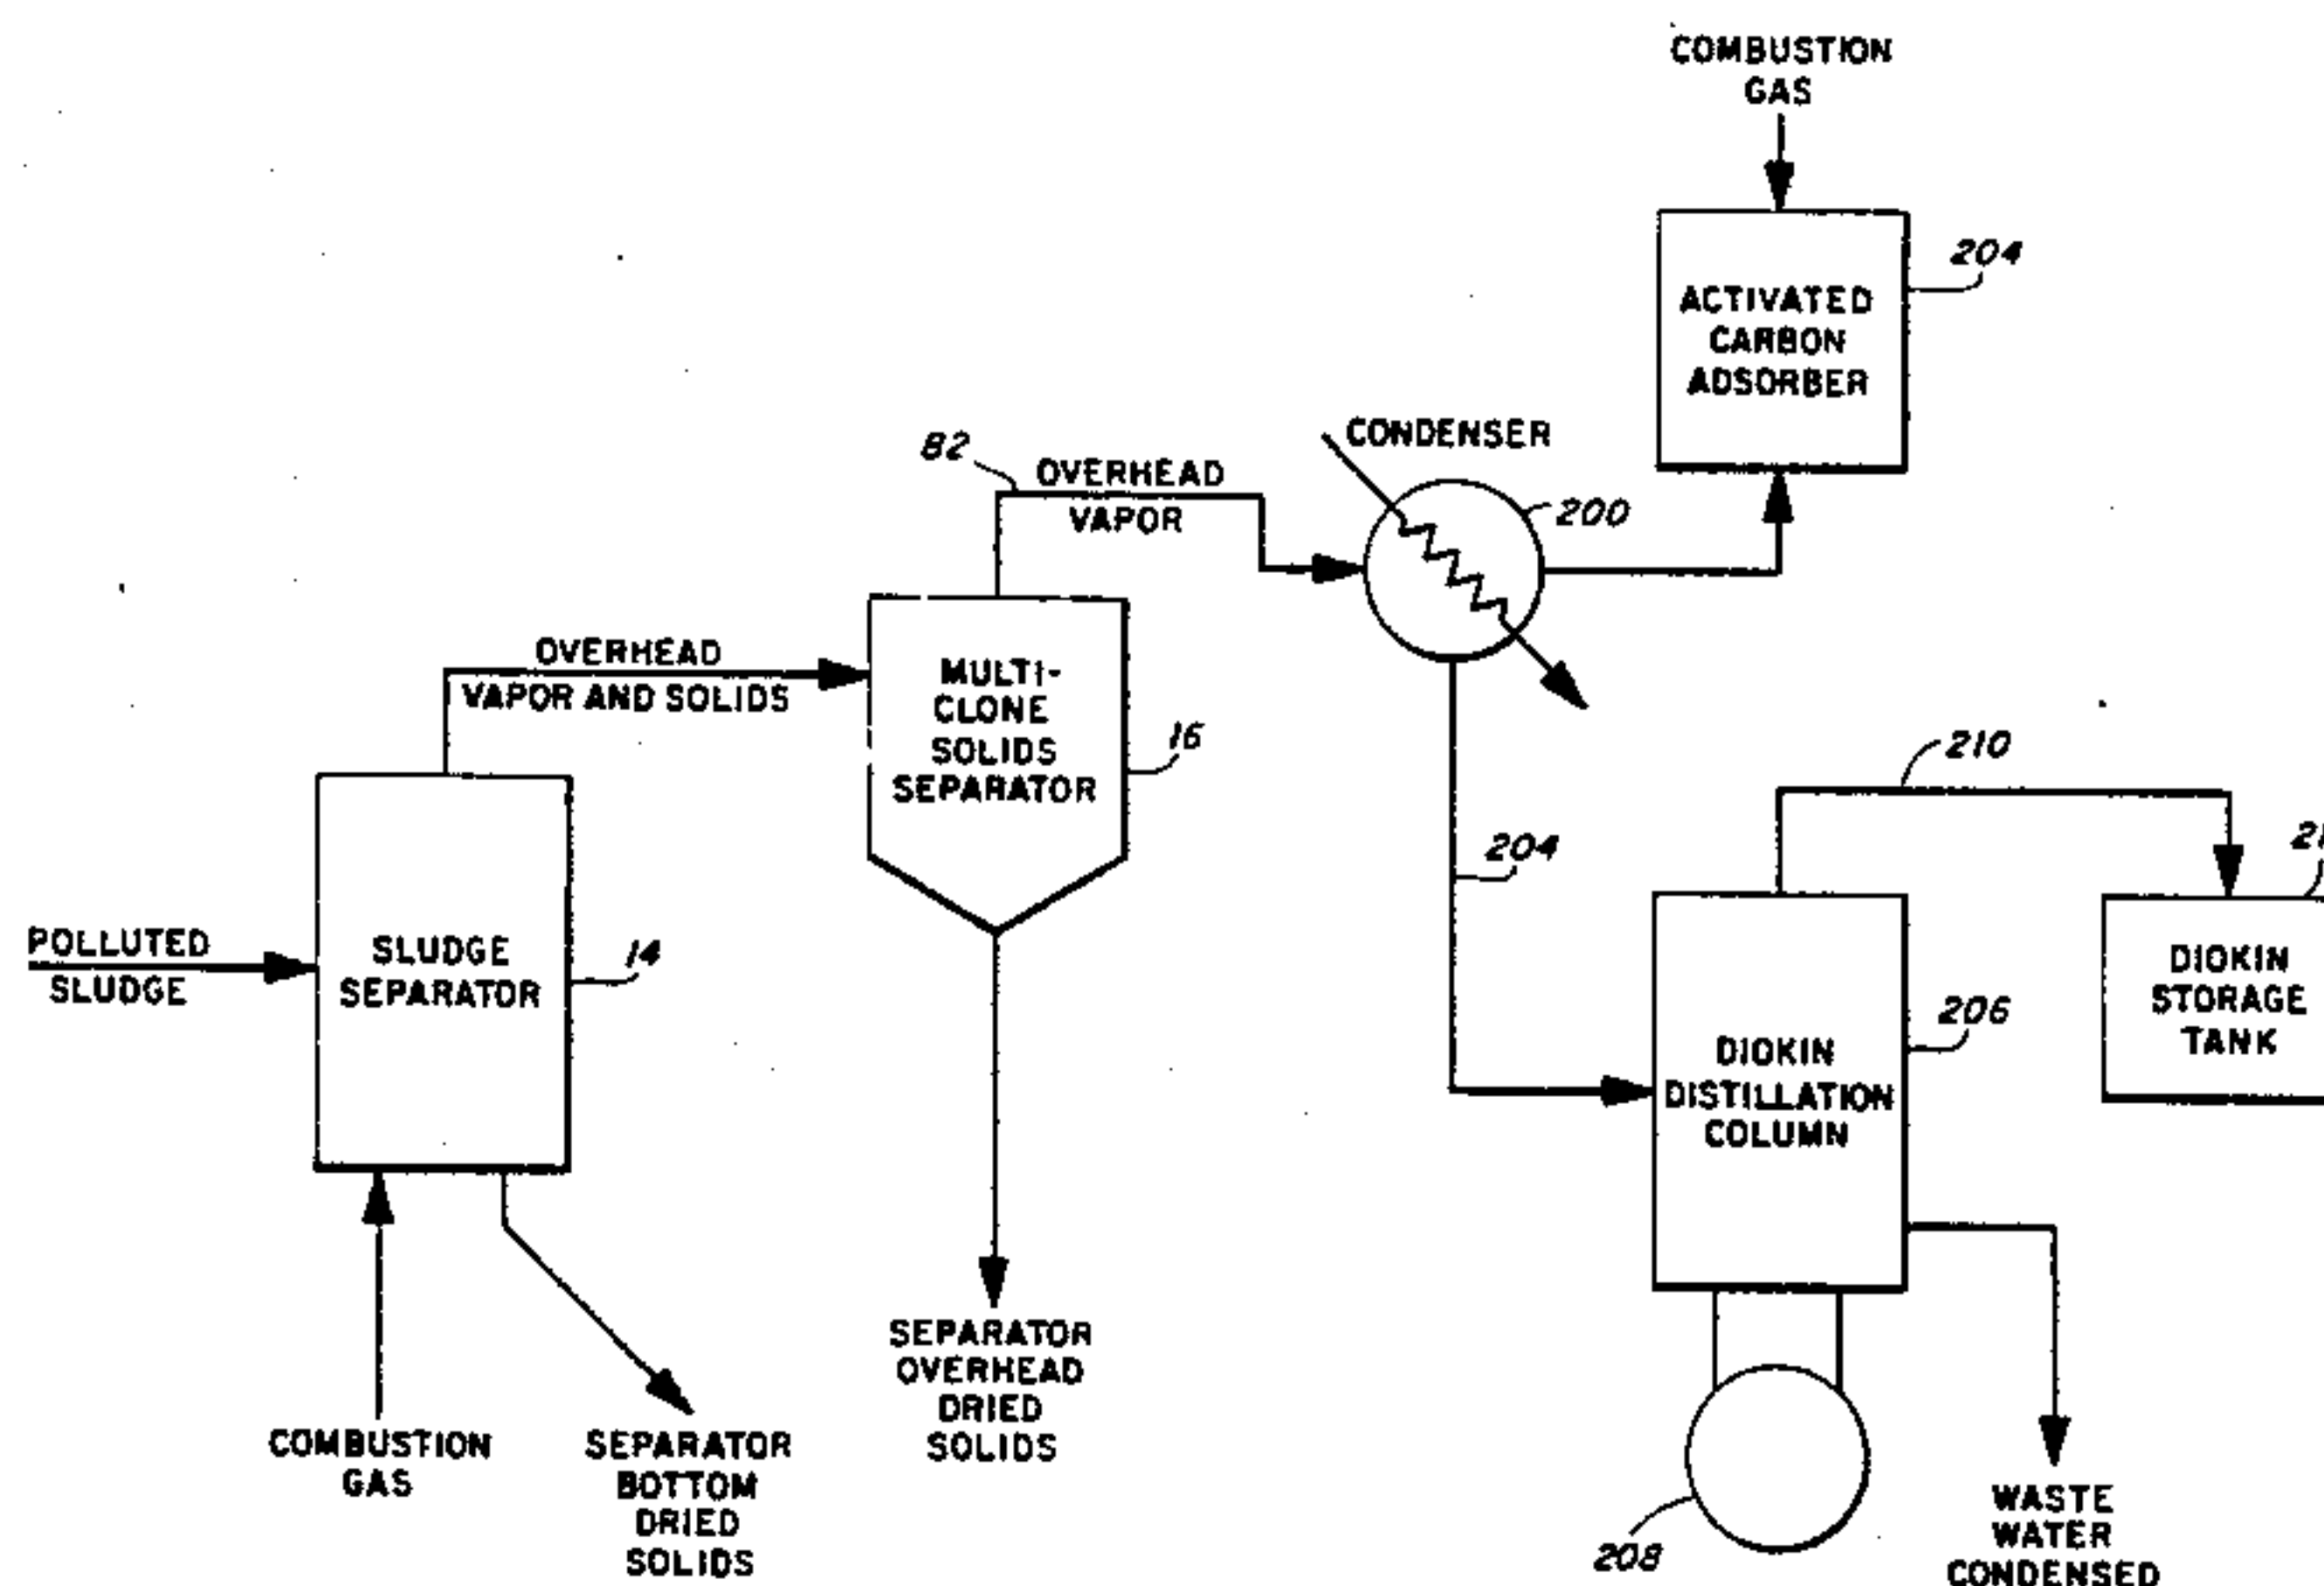 COMBUSTION
GAS
204
ACTIVATED
CARBON
ADSORBER
CONDENSER
82
OVERHEAD
VAPOR
200
OVERHEAD
VAPOR AND SOLIDS
MULTI-
CLONE
SOLIDS
SEPARATOR
16
210
204
POLLUTED
SLUDGE
SLUDGE
SEPARATOR
14
DIOKIN
STORAGE
TANK
206
DIOKIN
DISTILLATION
COLUMN
SEPARATOR
OVERHEAD
DRIED
SOLIDS
COMBUSTION
GAS
SEPARATOR
BOTTOM
DRIED
SOLIDS
208
WASTE
WATER
CONDENSED